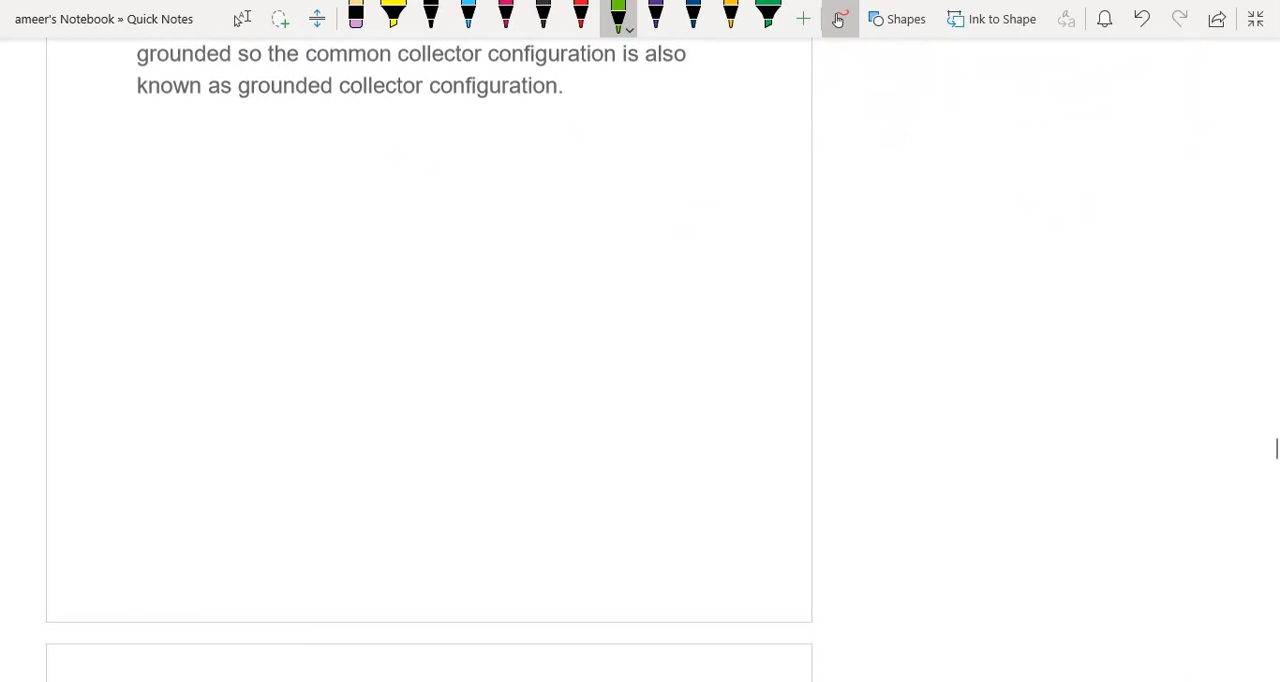 ameer's Notebook » Quick Notes
Shapes
Ink to Shape
grounded so the common collector configuration is also
known as grounded collector configuration.